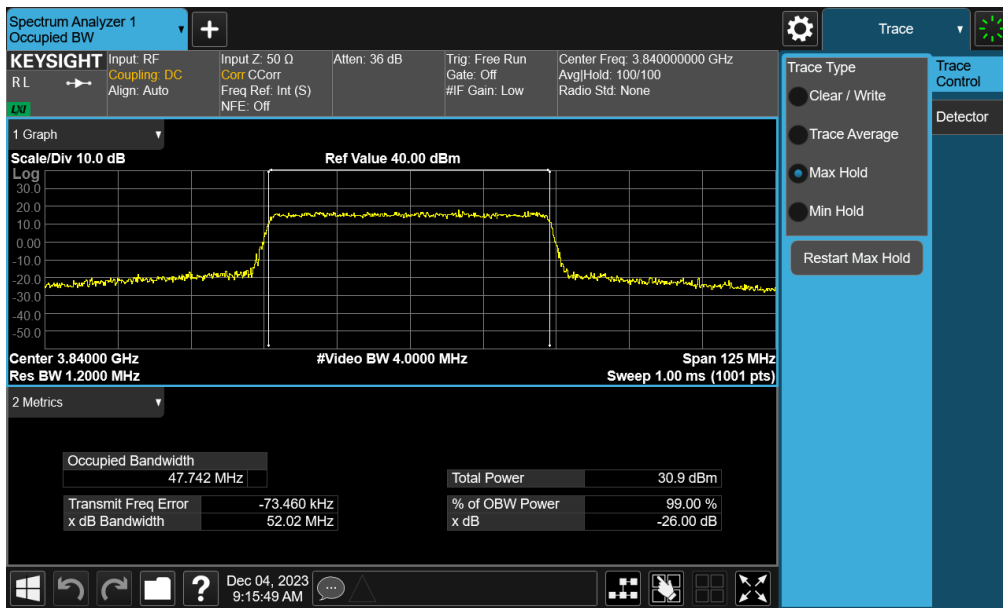 Spectrum Analyzer 1
Occupied BW
Trace
KEYSIGHT
R L
LXI
Input: RF
Coupling: DC
Align: Auto
Input Z: 50 Ω
Corr CCorr
Freq Ref: Int (S)
NFE: Off
Atten: 36 dB
Trig: Free Run
Gate: Off
#IF Gain: Low
Center Freq: 3.840000000 GHz
Avg|Hold: 100/100
Radio Std: None
Trace Type
Clear / Write
Trace Average
Max Hold
Min Hold
Restart Max Hold
Trace
Control
Detector
1 Graph
Scale/Div 10.0 dB
Ref Value 40.00 dBm
Log
30.0
20.0
10.0
0.00
-10.0
-20.0
-30.0
-40.0
-50.0
Center 3.84000 GHz
#Video BW 4.0000 MHz
Span 125 MHz
Res BW 1.2000 MHz
Sweep 1.00 ms (1001 pts)
2 Metrics
Occupied Bandwidth
47.742 MHz
Total Power 30.9 dBm
Transmit Freq Error -73.460 kHz
% of OBW Power 99.00 %
x dB Bandwidth 52.02 MHz
x dB -26.00 dB
?
Dec 04, 2023
9:15:49 AM